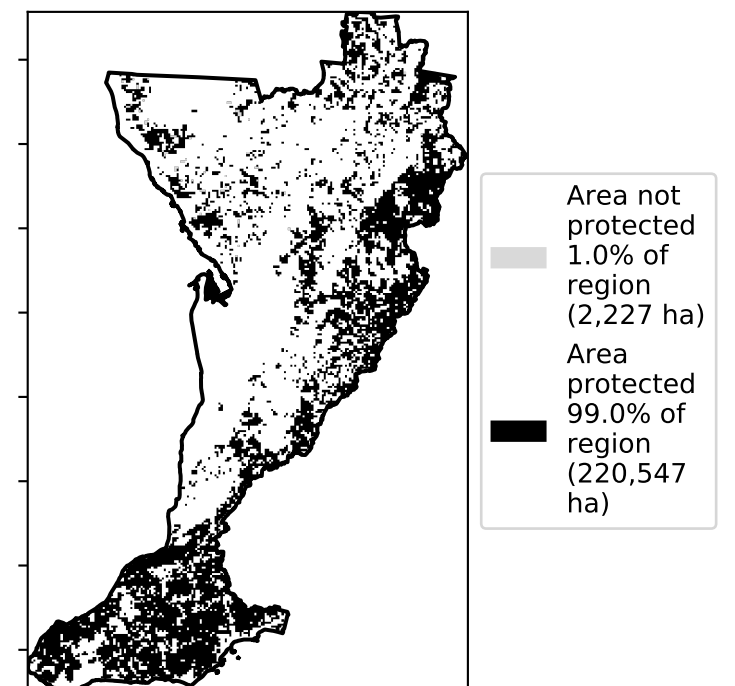 Area not
protected
1.0% of
region
(2,227 ha)
Area
protected
99.0% of
region
(220,547
ha)